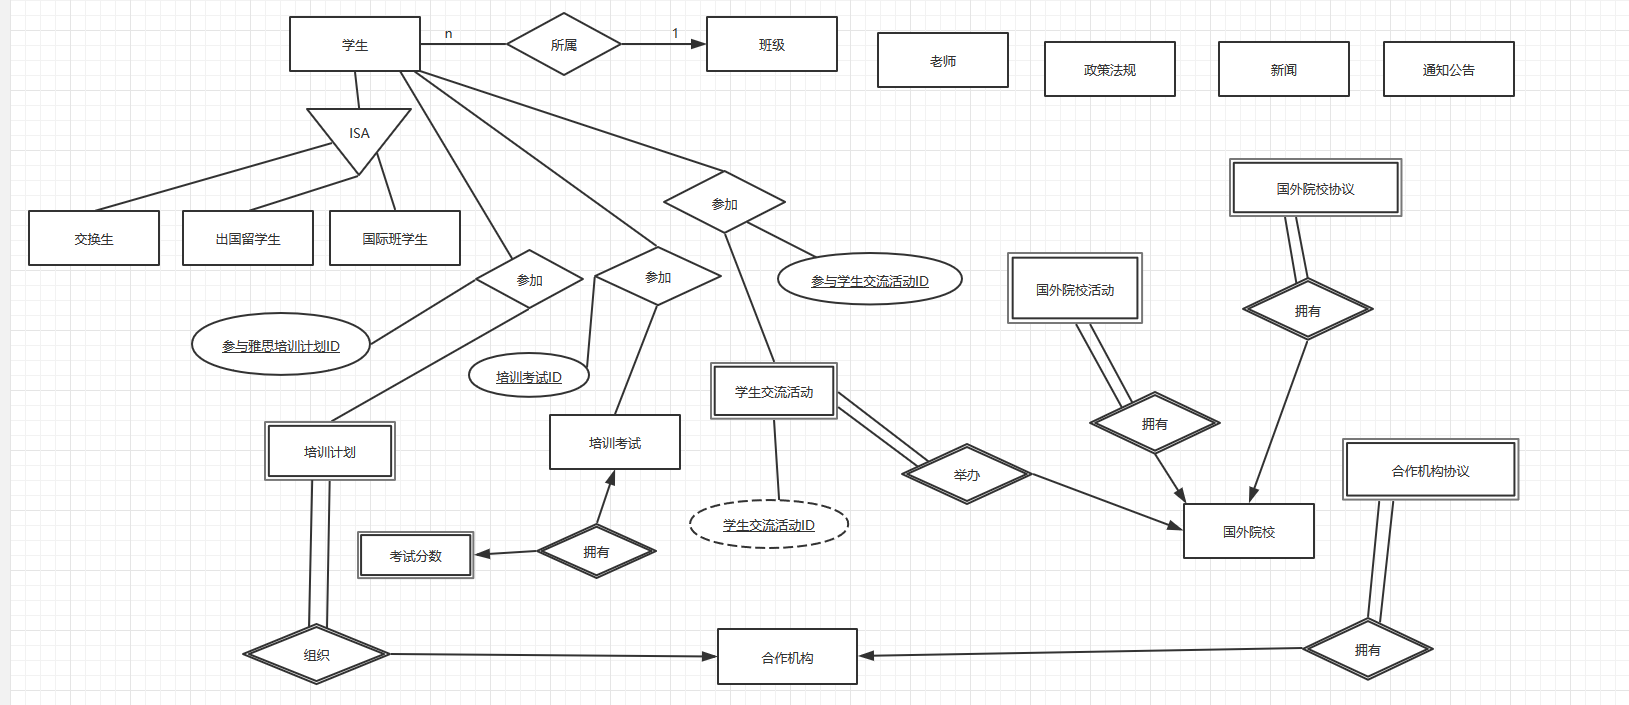 学生
n
所属
1
班级
老师
政策法规
新闻
通知公告
ISA
交换生
出国留学生
国际班学生
参加
参加
参加
国外院校协议
参与学生交流活动ID
国外院校活动
拥有
参与雅思培训计划ID
培训考试ID
学生交流活动
拥有
培训计划
培训考试
举办
合作机构协议
学生交流活动ID
国外院校
考试分数
拥有
组织
合作机构
拥有